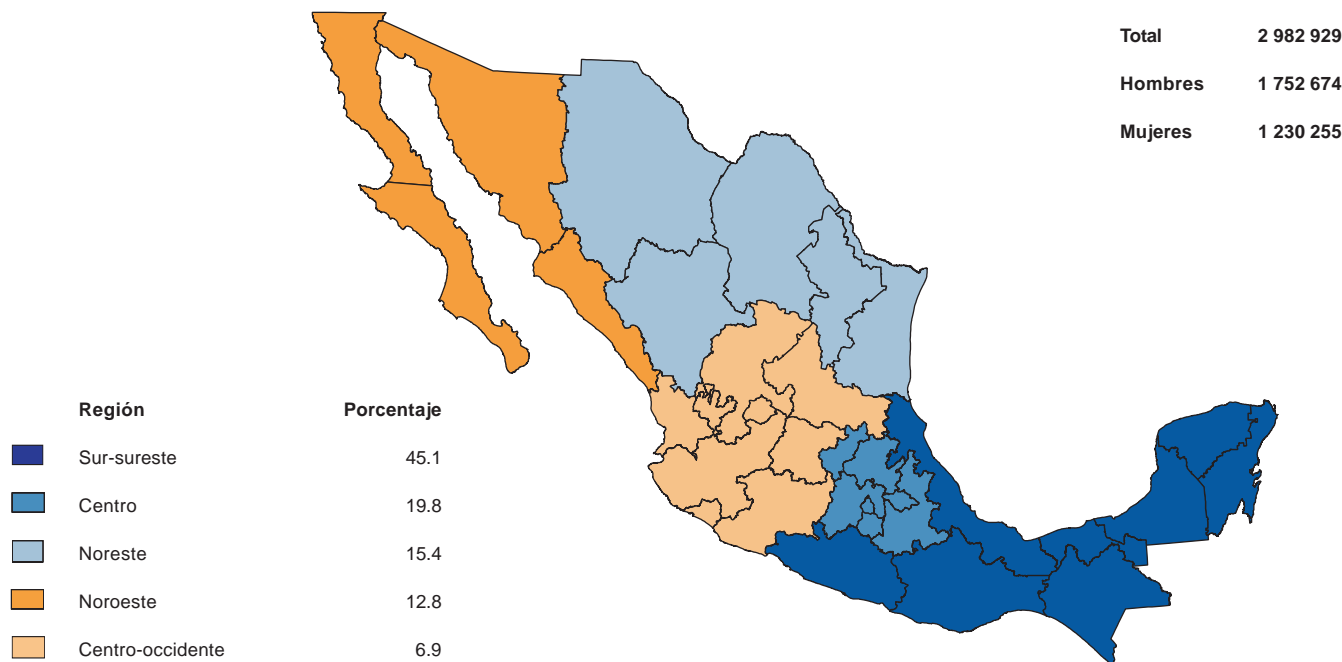 Total 2 982 929
Hombres 1 752 674
Mujeres 1 230 255
Región Porcentaje
Sur-sureste 45.1
Centro 19.8
Noreste 15.4
Noroeste 12.8
Centro-occidente 6.9